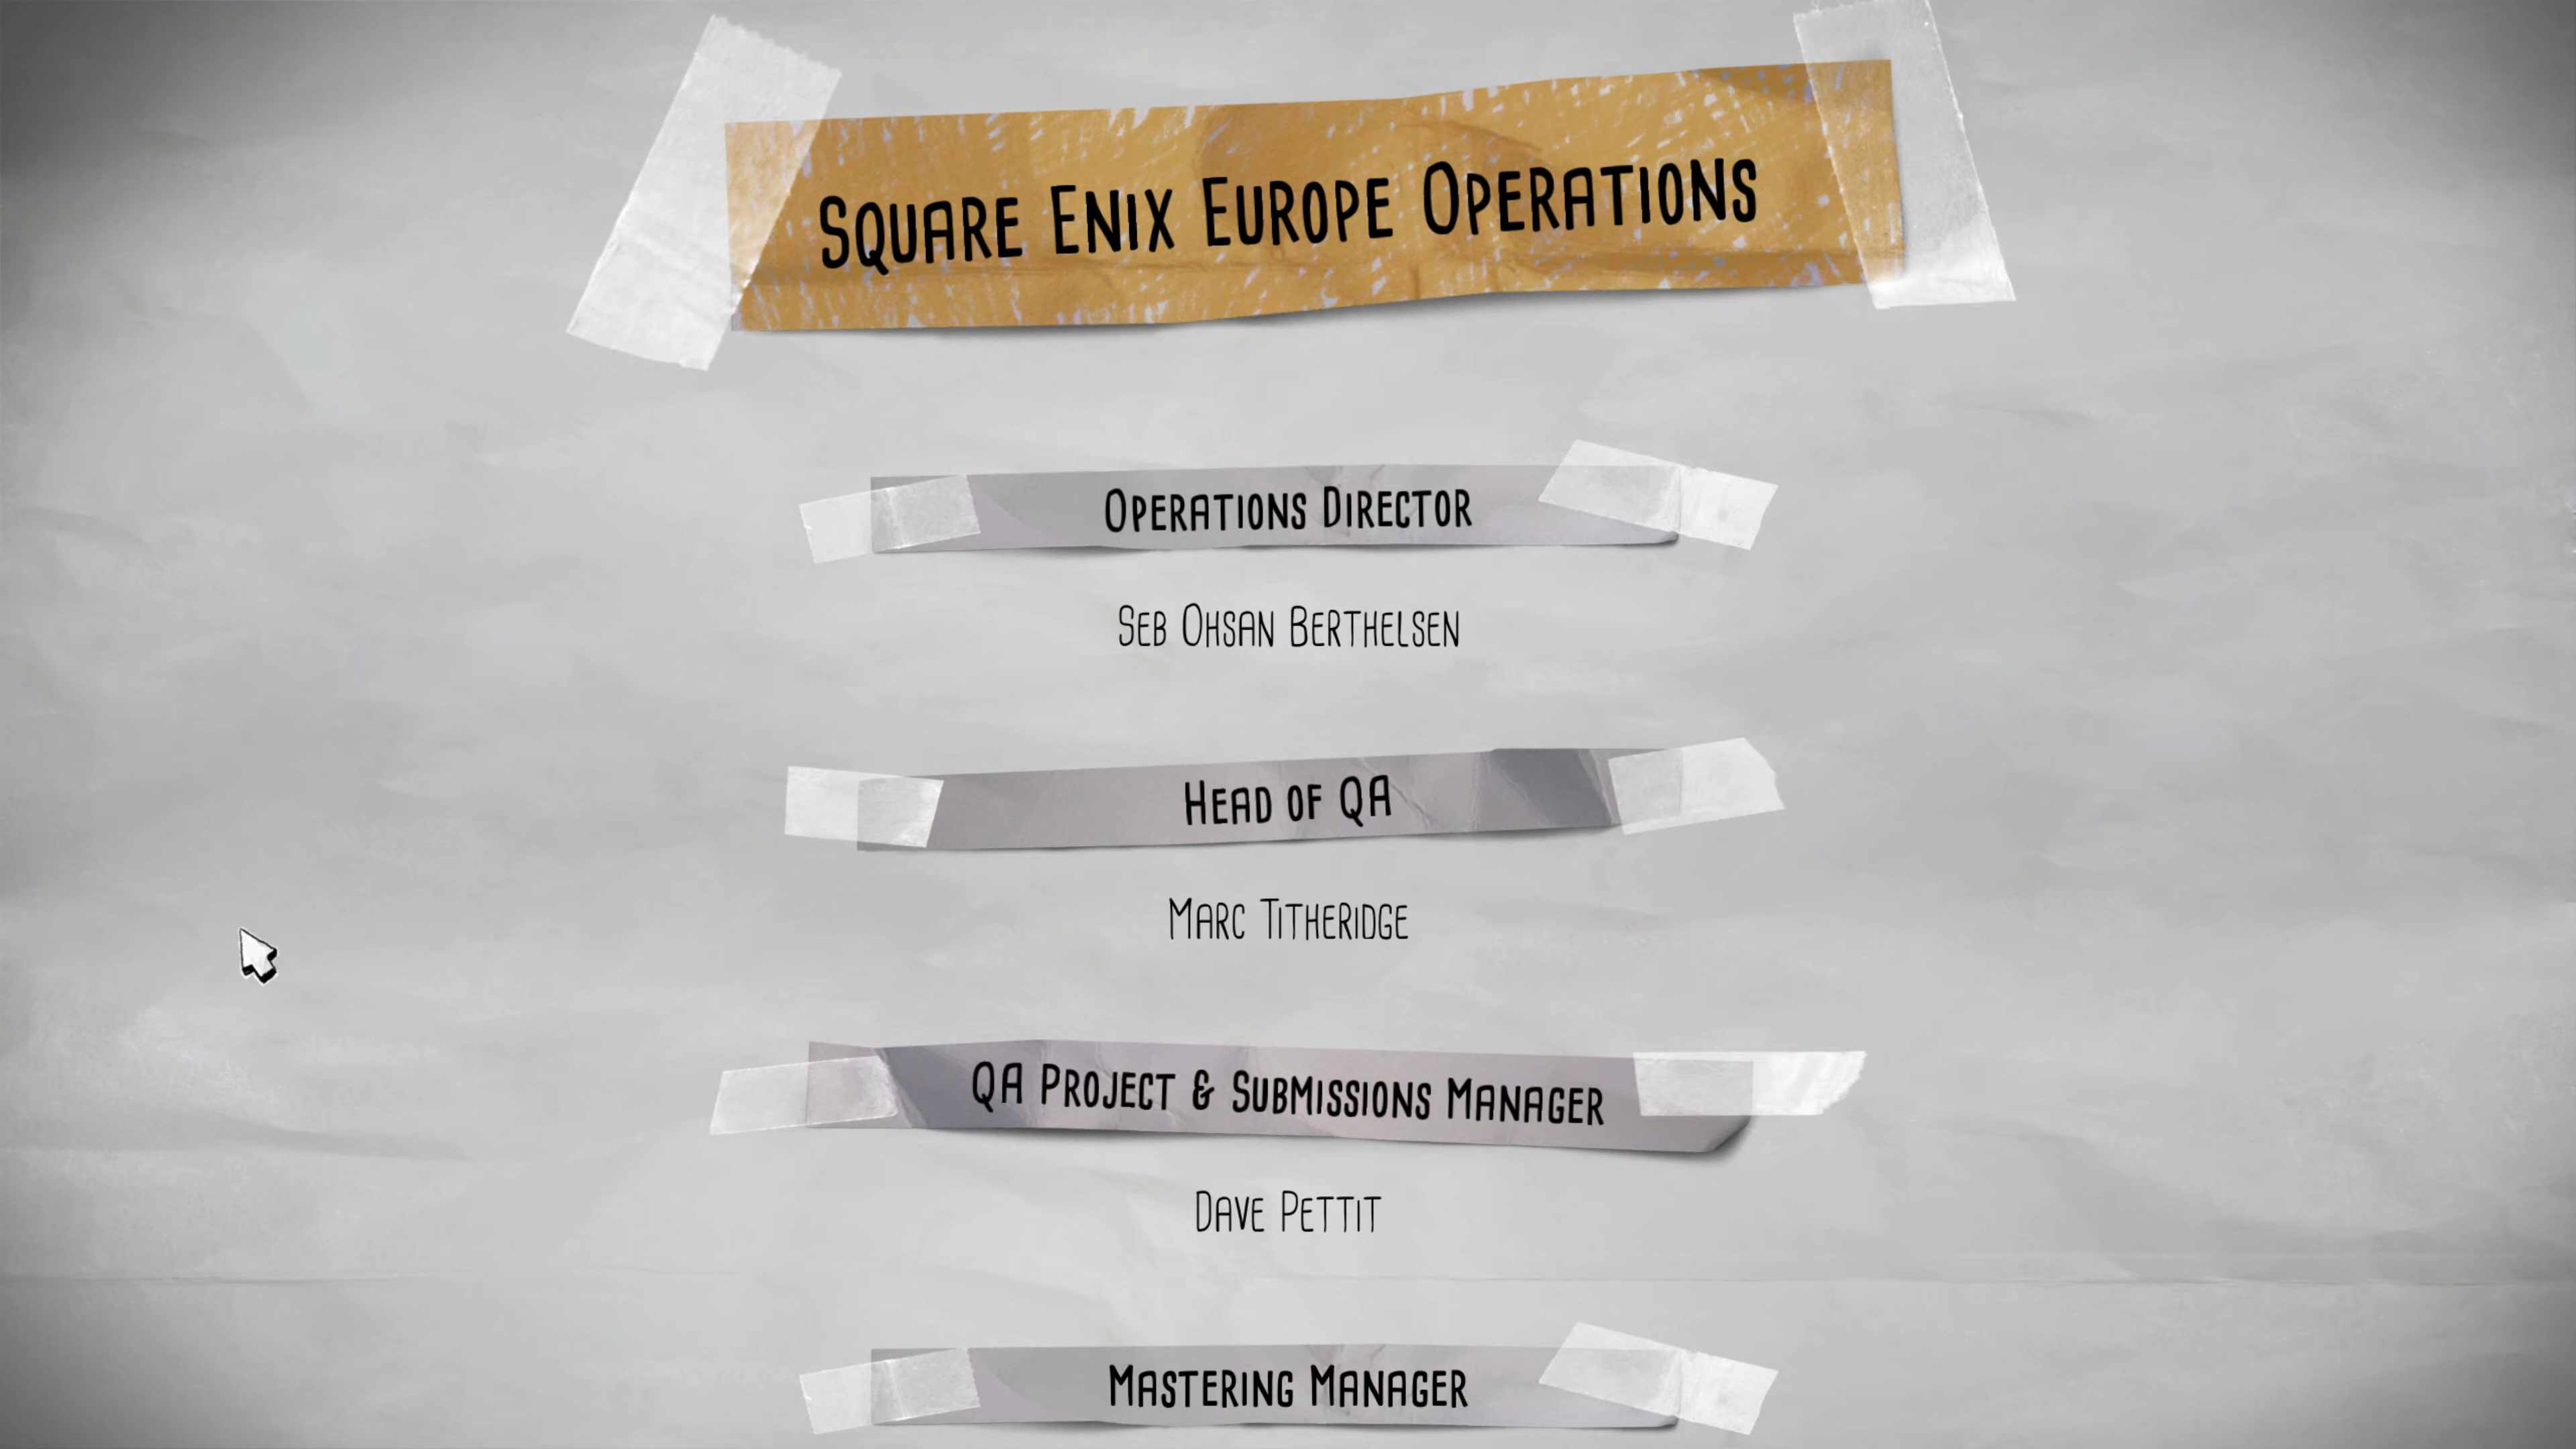 Square Enix Europe Operations
Operations Director
Seb Ohsan Berthelsen
Head of QA
Marc Titheridge
QA Project & Submissions Manager
Dave Pettit
Mastering Manager